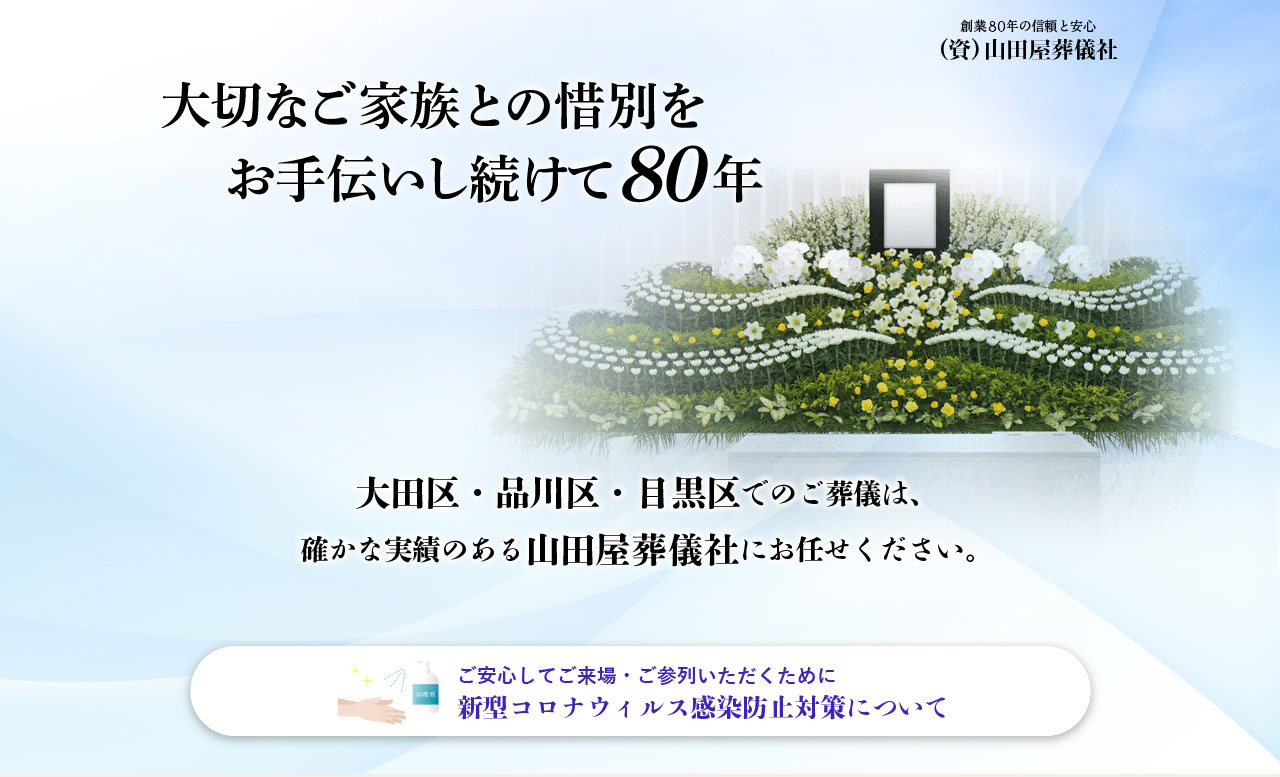 創業80年の信頼と安心
（資）山田屋葬儀社
大切なご家族との惜別を
お手伝いし続けて80年
大田区・品川区・目黒区でのご葬儀は、
確かな実績のある山田屋葬儀社にお任せください。
ご安心してご来場・ご参列いただくために
新型コロナウィルス感染防止対策について